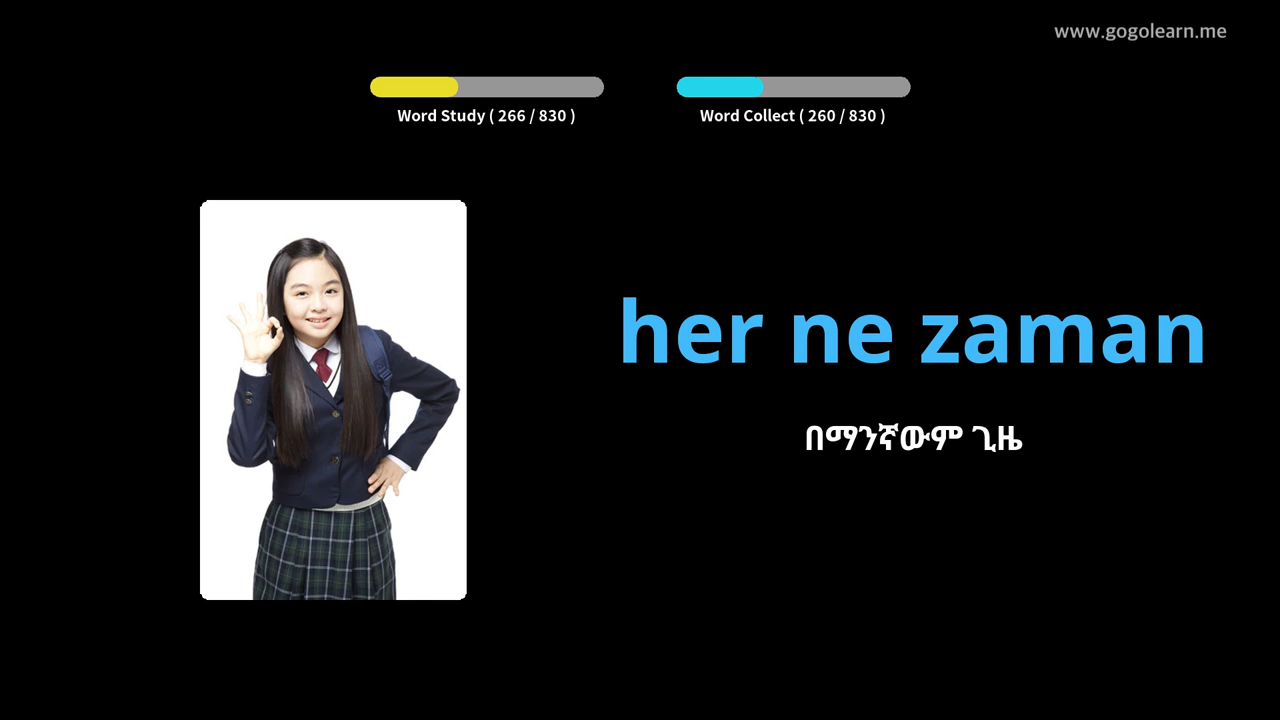 www.gogolearn.me
Word Study ( 266 / 830 )
Word Collect ( 260 / 830 )
her ne zaman
በማንኛውም ጊዜ